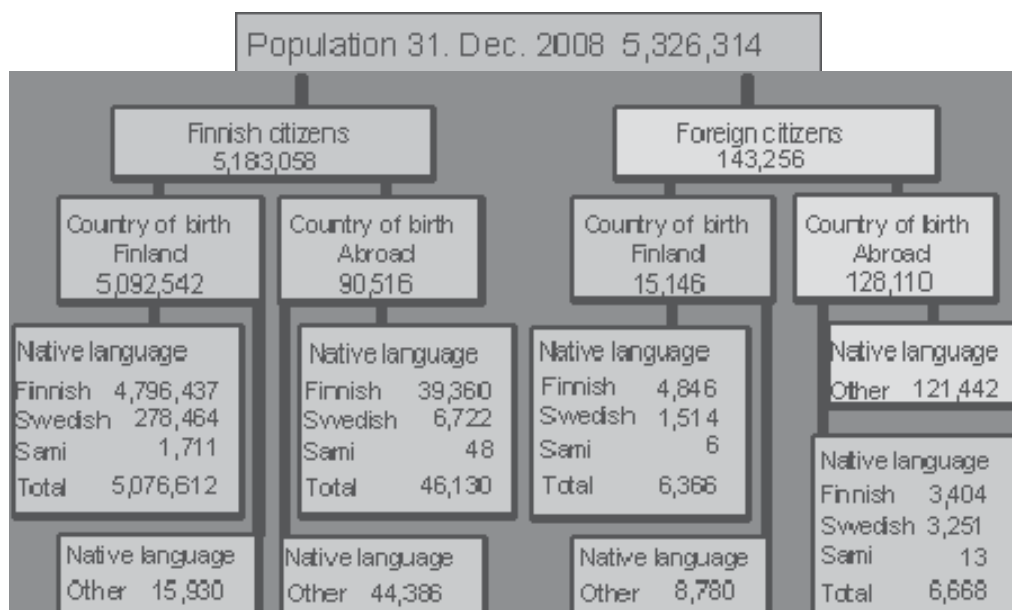 Population 31. Dec. 2008 5,326,314
Finnish citizens
5,183,058
Foreign citizens
143,256
Country of birth
Finland
5,092,542
Country of birth
Abroad
90,516
Country of birth
Finland
15,146
Country of birth
Abroad
128,110
Native language
Finnish 4,796,437
Swedish 278,464
Sami 1,711
Total 5,076,612
Native language
Finnish 39,360
Swedish 6,722
Sami 48
Total 46,130
Native language
Finnish 4,846
Swedish 1,514
Sami 6
Total 6,366
Native language
Other 121,442
Native language
Finnish 3,404
Swedish 3,251
Sami 13
Total 6,668
Native language
Other 15,930
Native language
Other 44,386
Native language
Other 8,780